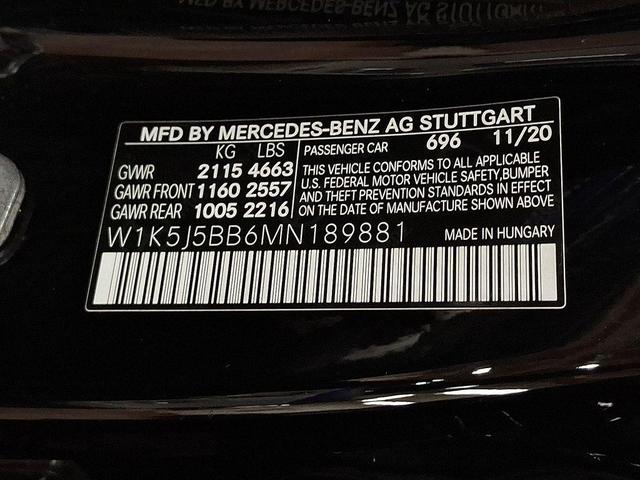 MFD BY MERCEDES-BENZ AG STUTTGART
KG LBS
PASSENGER CAR 696 11/20
GVWR 2115 4663
GAWR FRONT 1160 2557
GAWR REAR 1005 2216
THIS VEHICLE CONFORMS TO ALL APPLICABLE
U.S. FEDERAL MOTOR VEHICLE SAFETY,BUMPER
AND THEFT PREVENTION STANDARDS IN EFFECT
ON THE DATE OF MANUFACTURE SHOWN ABOVE
W1K5J5BB6MN189881
MADE IN HUNGARY